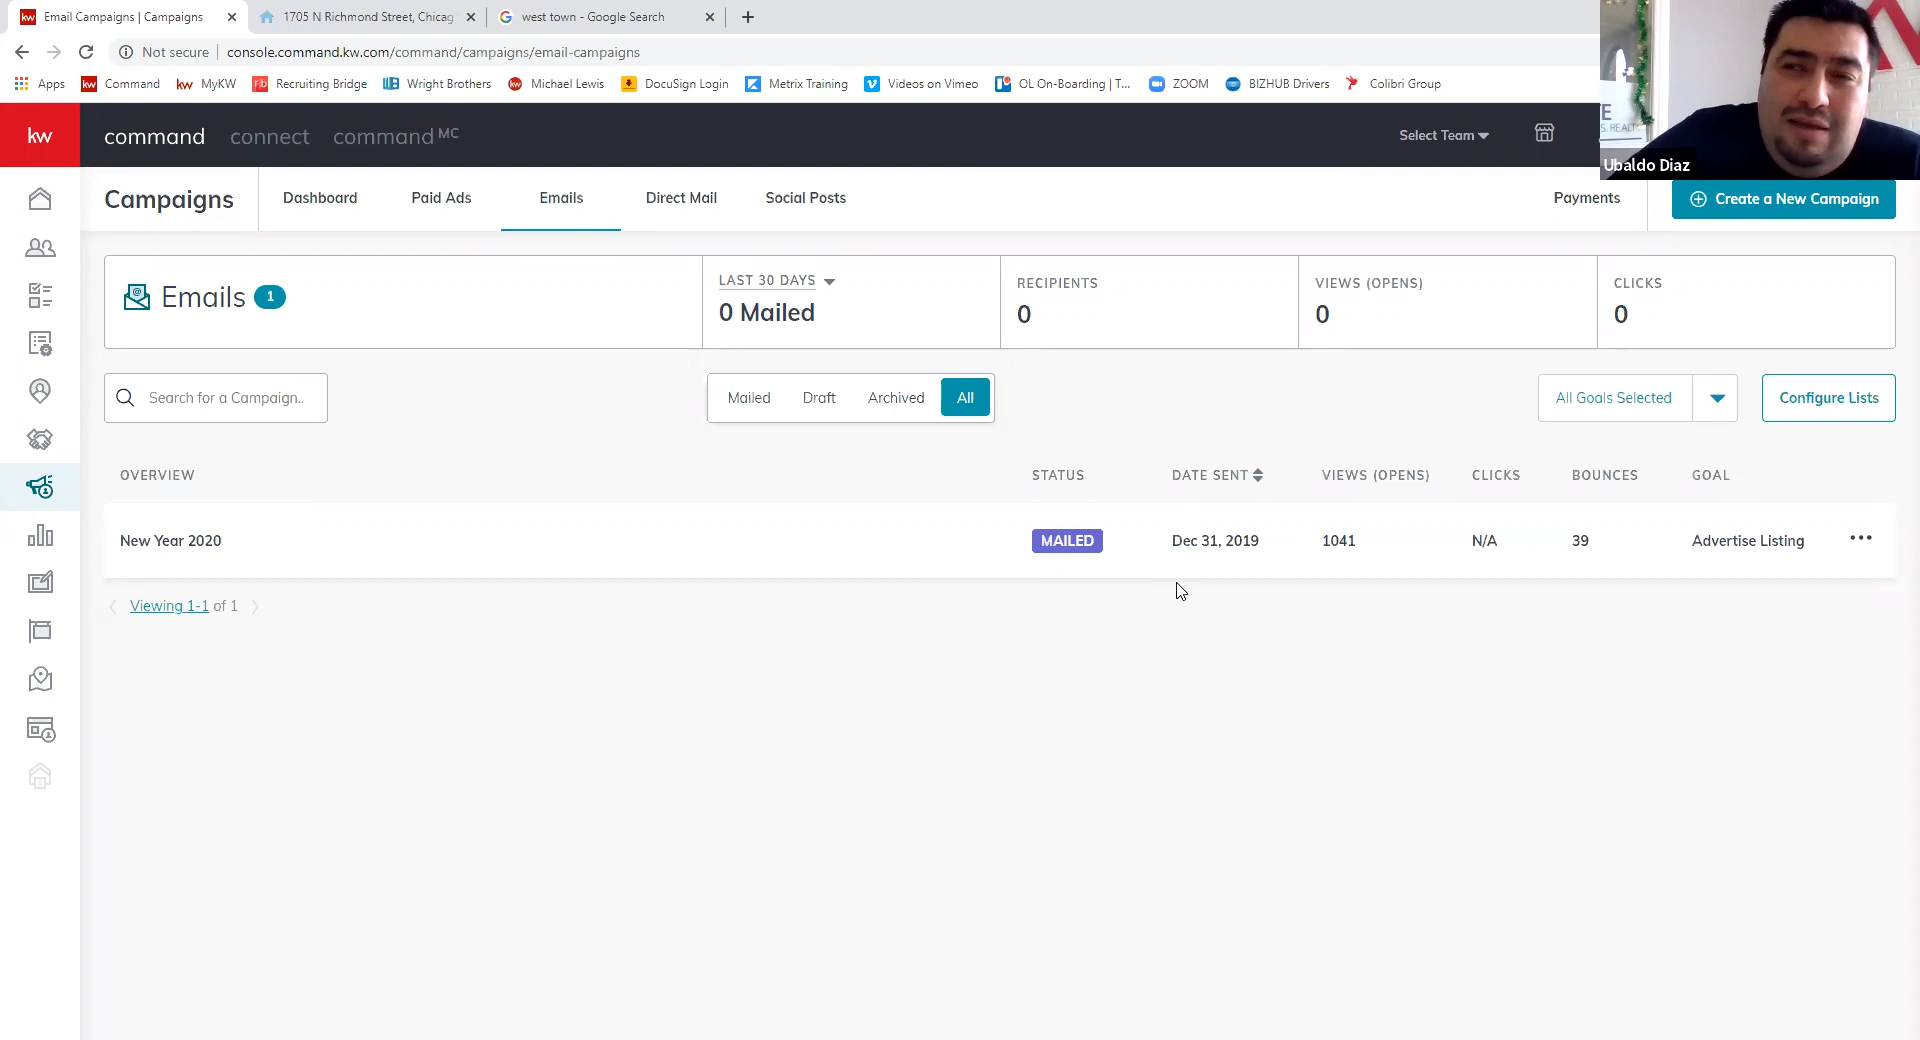 kw Email Campaigns | Campaigns
1705 N Richmond Street, Chicag
west town - Google Search
Not secure | console.command.kw.com/command/campaigns/email-campaigns
Apps kw Command kw MyKW rb Recruiting Bridge Wright Brothers kw Michael Lewis DocuSign Login Metrix Training Videos on Vimeo OL On-Boarding | T... ZOOM BIZHUB Drivers Colibri Group
kw command connect command MC Select Team
Ubaldo Diaz
Campaigns Dashboard Paid Ads Emails Direct Mail Social Posts Payments Create a New Campaign
Emails 1
LAST 30 DAYS
0 Mailed
RECIPIENTS
0
VIEWS (OPENS)
0
CLICKS
0
Search for a Campaign.. Mailed Draft Archived All All Goals Selected Configure Lists
OVERVIEW STATUS DATE SENT VIEWS (OPENS) CLICKS BOUNCES GOAL
New Year 2020 MAILED Dec 31, 2019 1041 N/A 39 Advertise Listing
Viewing 1-1 of 1